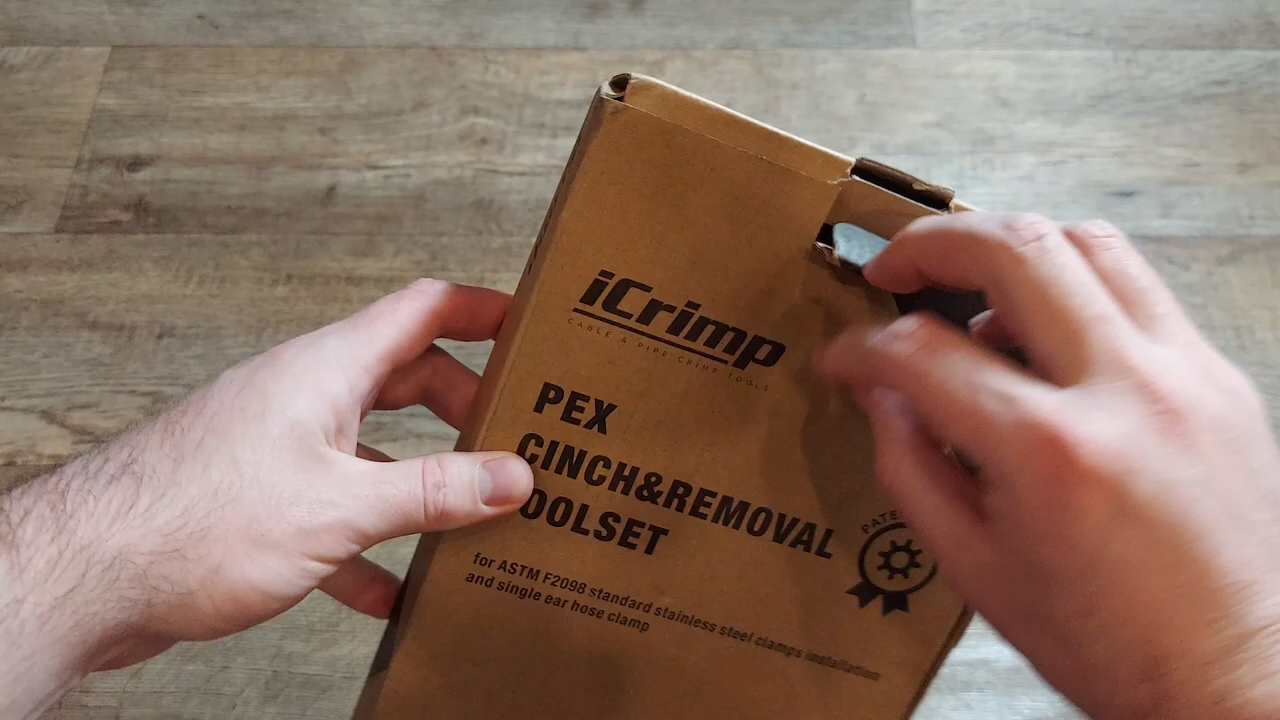 iCrimp
CABLE & PIPE CRIMP TOOLS
PEX
CINCH&REMOVAL
OOLSET
for ASTM F2098 standard stainless steel clamps installation
and single ear hose clamp